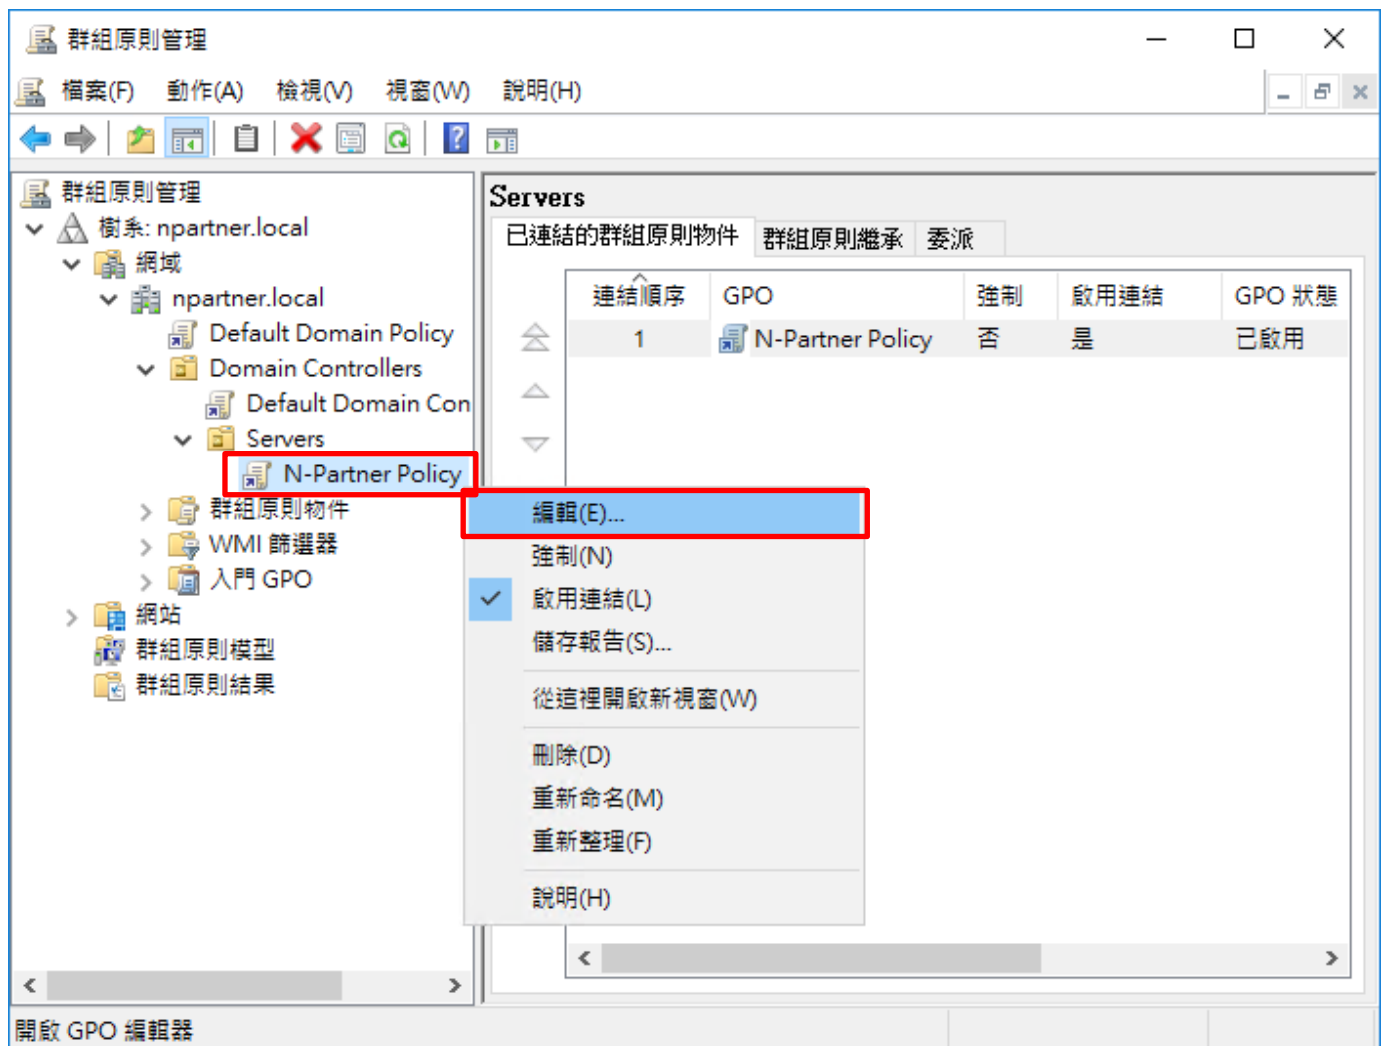 群組原則管理
檔案(F) 動作(A) 檢視(V) 視窗(W) 說明(H)
群組原則管理
樹系: npartner.local
網域
npartner.local
Default Domain Policy
Domain Controllers
Default Domain Con
Servers
N-Partner Policy
群組原則物件
WMI 篩選器
入門 GPO
網站
群組原則模型
群組原則結果
Servers
已連結的群組原則物件 群組原則繼承 委派
連結順序 GPO 強制 啟用連結 GPO 狀態
1 N-Partner Policy 否 是 已啟用
編輯(E)...
強制(N)
啟用連結(L)
儲存報告(S)...
從這裡開啟新視窗(W)
刪除(D)
重新命名(M)
重新整理(F)
說明(H)
開啟 GPO 編輯器